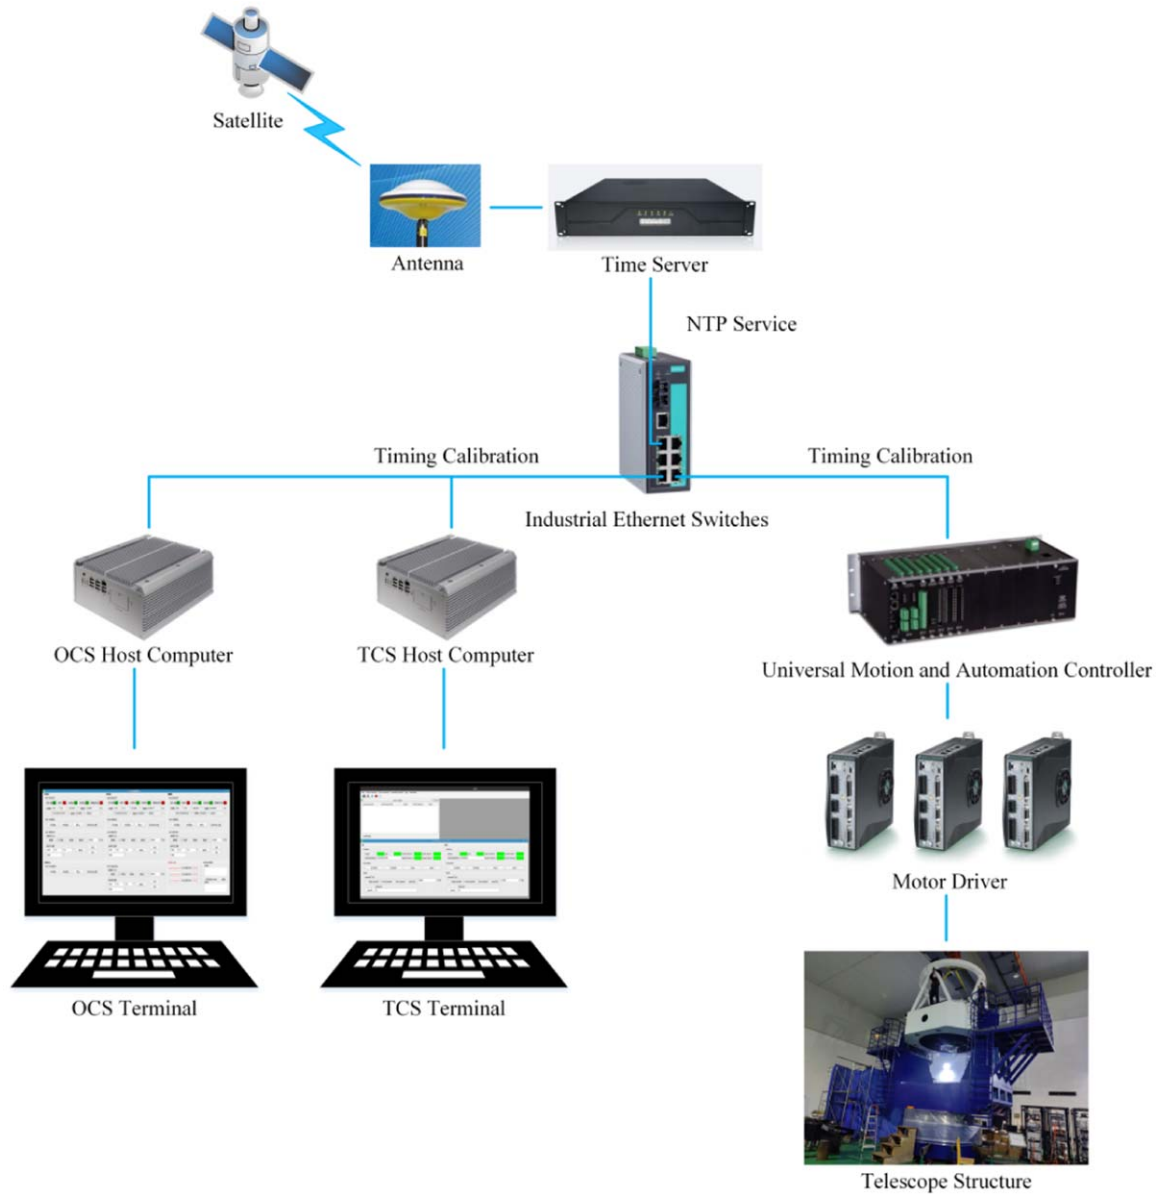 Satellite
Antenna
Time Server
NTP Service
Timing Calibration
Timing Calibration
Industrial Ethernet Switches
OCS Host Computer
TCS Host Computer
Universal Motion and Automation Controller
Motor Driver
OCS Terminal
TCS Terminal
Telescope Structure